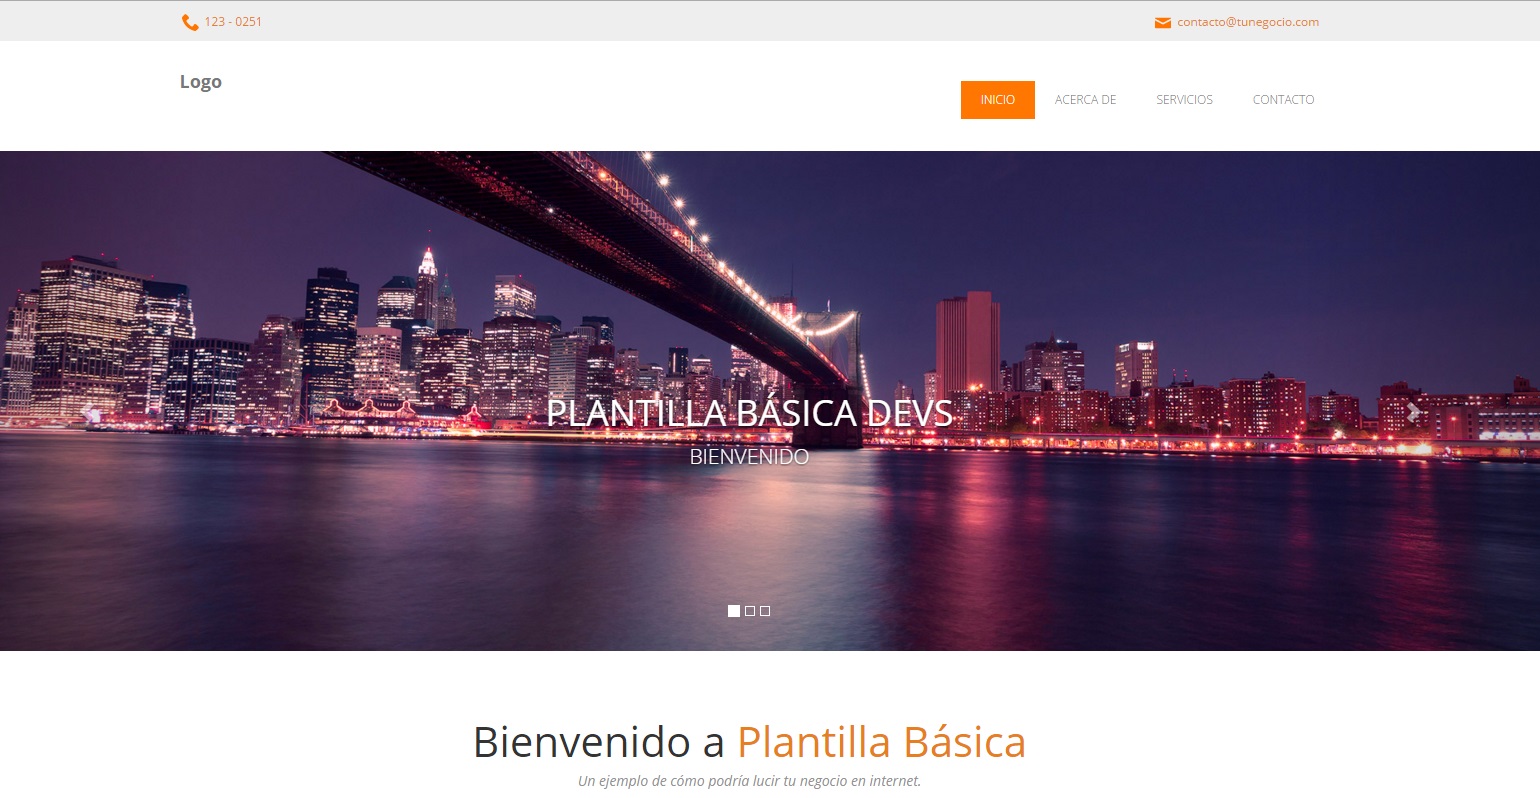 123 - 0251
contacto@tunegocio.com
Logo
INICIO
ACERCA DE
SERVICIOS
CONTACTO
PLANTILLA BÁSICA DEVS
BIENVENIDO
Bienvenido a Plantilla Básica
Un ejemplo de cómo podría lucir tu negocio en internet.